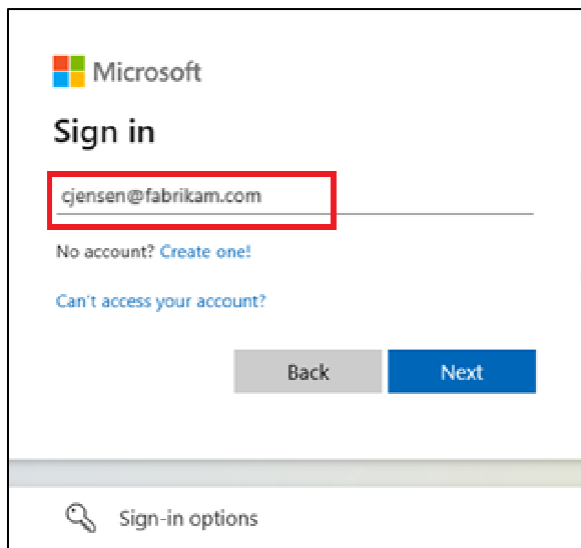 Microsoft
Sign in
cjensen@fabrikam.com
No account? Create one!
Can't access your account?
Back Next
Sign-in options